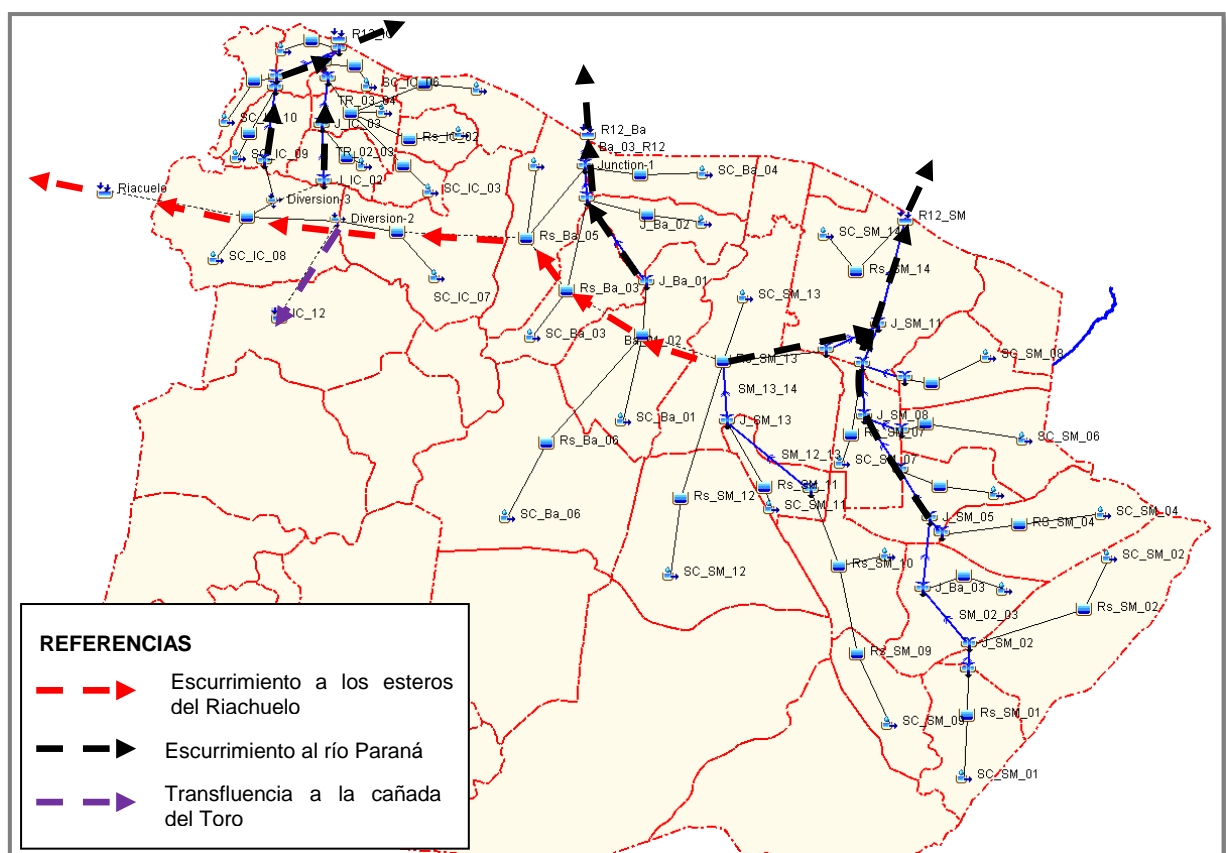 R12_IC
SC_IC_06
TR_03_04
SC_IC_10
J_IC_03
Rs_IC_02
SC_IC_09
TR_02_03
J_IC_02
SC_IC_03
Riacuelo
Diversion-3
Diversion-2
SC_IC_08
SC_IC_07
IC_12
R12_Ba
Ba_03_R12
Junction-1
SC_Ba_04
J_Ba_02
Rs_Ba_05
Rs_Ba_03
J_Ba_01
SC_Ba_03
SC_Ba_01
Rs_Ba_06
SC_Ba_06
R12_SM
SC_SM_14
Rs_SM_14
SC_SM_13
J_SM_11
Rs_SM_13
SC_SM_08
SM_13_14
J_SM_13
J_SM_08
Rs_SM_07
SC_SM_06
SM_12_13
SC_SM_07
Rs_SM_11
Rs_SM_12
SC_SM_11
J_SM_05
SC_SM_04
Rs_SM_04
SC_SM_02
Rs_SM_10
SC_SM_12
J_Ba_03
SM_02_03
Rs_SM_02
J_SM_02
Rs_SM_09
Rs_SM_01
SC_SM_09
SC_SM_01
REFERENCIAS
Escurrimiento a los esteros
del Riachuelo
Escurrimiento al río Paraná
Transfluencia a la cañada
del Toro